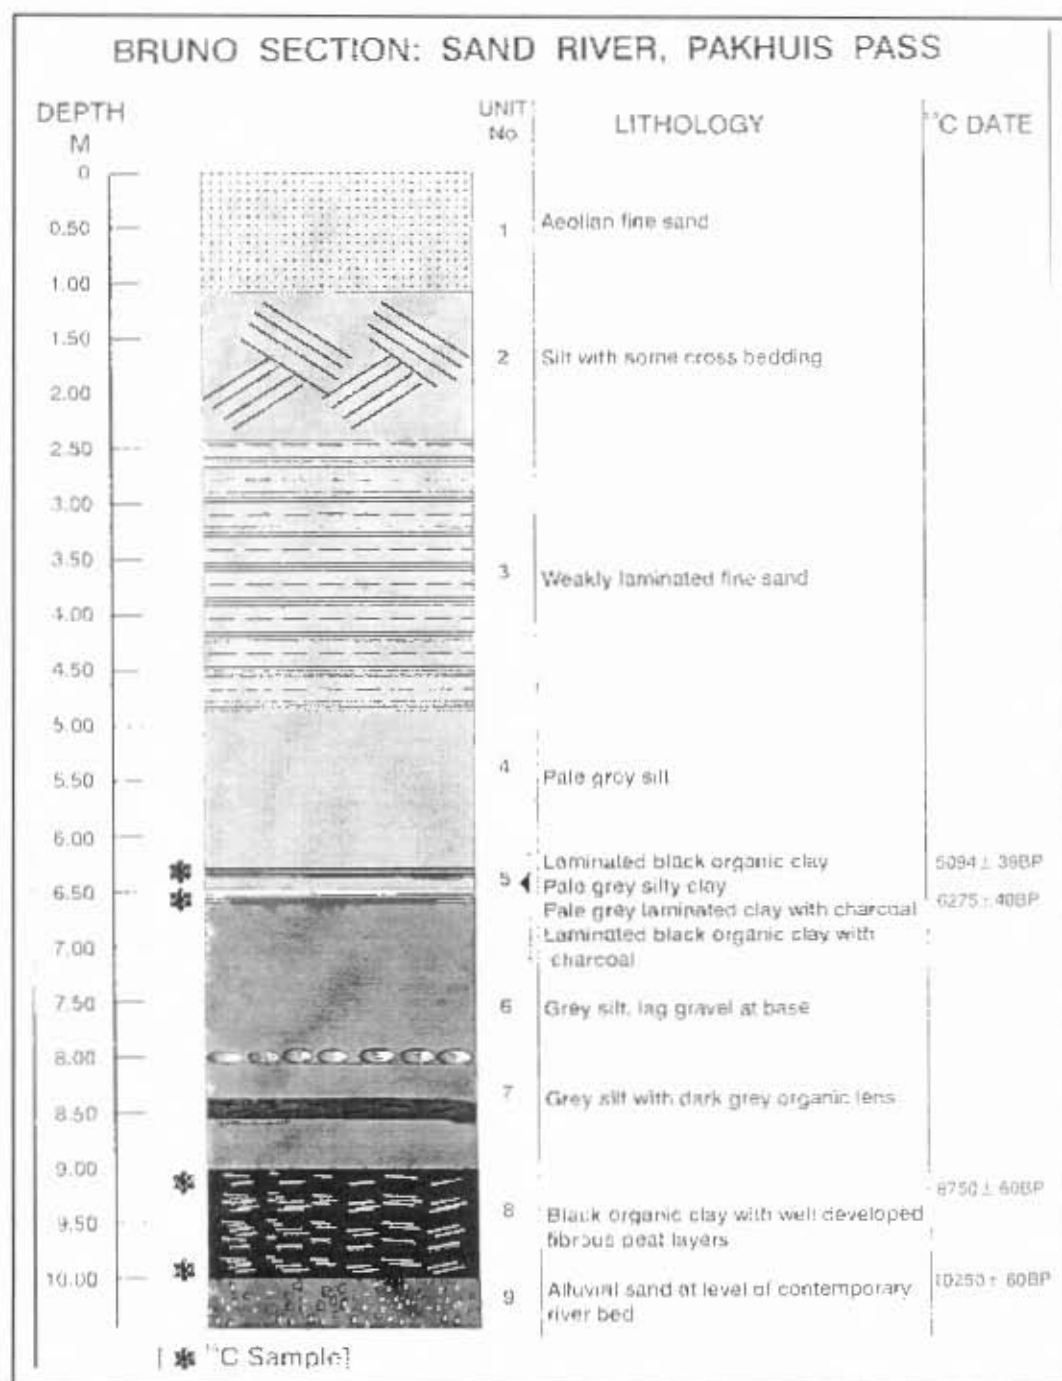 BRUNO SECTION: SAND RIVER, PAKHUIS PASS
DEPTH
M
UNIT
No
LITHOLOGY
¹⁴C DATE
0
0.50
1.00
1.50
2.00
2.50
3.00
3.50
4.00
4.50
5.00
5.50
6.00
6.50
7.00
7.50
8.00
8.50
9.00
9.50
10.00
1 Aeolian fine sand
2 Silt with some cross bedding
3 Weakly laminated fine sand
4 Pale grey silt
5
Laminated black organic clay
5094 ± 39BP
Pale grey silty clay
Pale grey laminated clay with charcoal
6275 ± 40BP
Laminated black organic clay with
charcoal
6 Grey silt, lag gravel at base
7 Grey silt with dark grey organic lens
8750 ± 60BP
8 Black organic clay with well developed
fibrous peat layers
10250 ± 60BP
9 Alluvial sand at level of contemporary
river bed
[ ✱ ¹⁴C Sample]